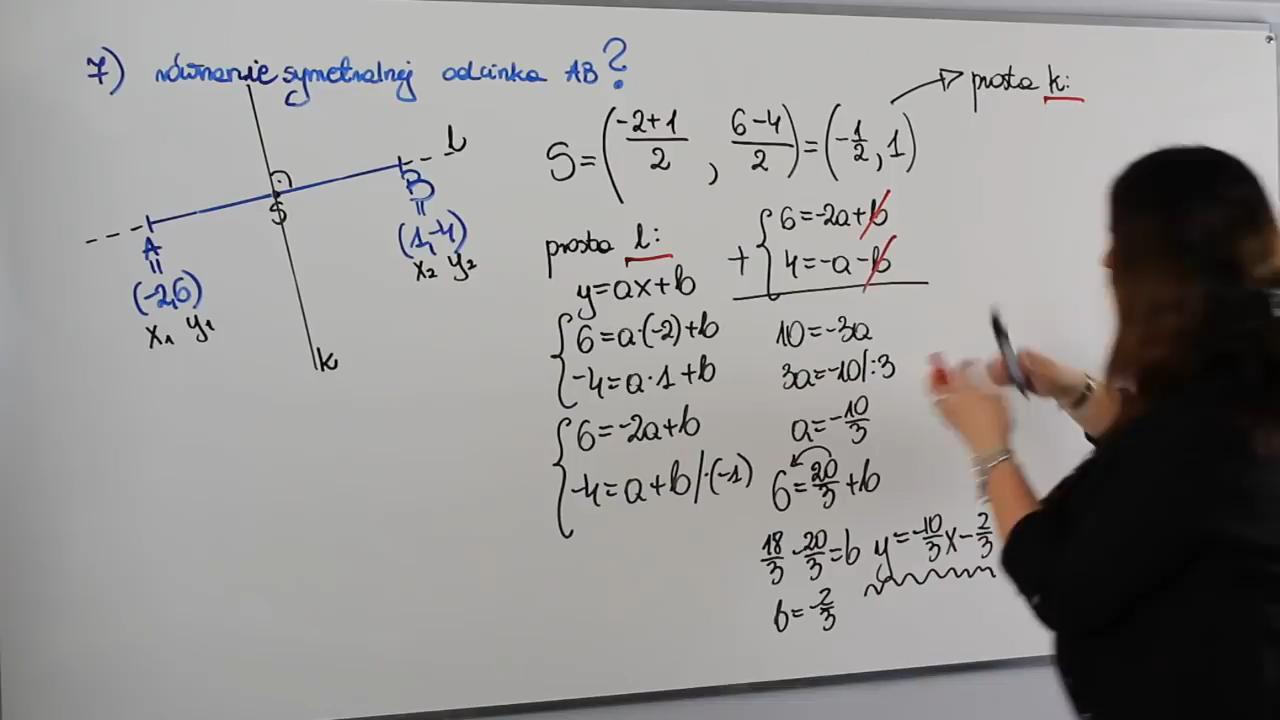 7) równanie symetralnej odcinka AB?
l
A
=
(-2,6)
x₁ y₁
S
B
=
(1,-4)
x₂ y₂
k
S=(-2+1/2, 6-4/2)=(-1/2, 1)
prosta l:
y=ax+b
6=a·(-2)+b
-4=a·1+b
6=-2a+b
-4=a+b/·(-1)
6=-2a+b
+ 4=-a-b
10=-3a
3a=-10/:3
a=-10/3
6=20/3+b
18/3-20/3=b
b=-2/3
y=-10/3x-2/3
prosta k: